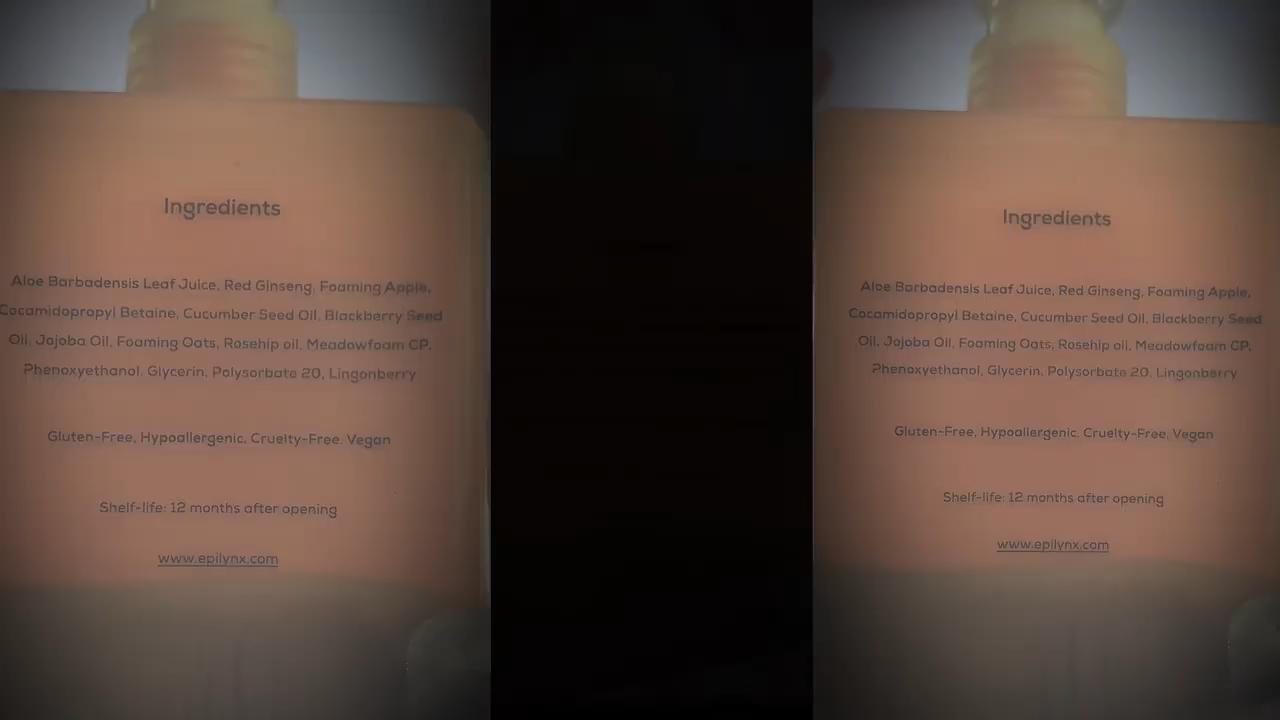 Ingredients
Aloe Barbadensis Leaf Juice, Red Ginseng, Foaming Apple,
Cocamidopropyl Betaine, Cucumber Seed Oil, Blackberry Seed
Oil, Jojoba Oil, Foaming Oats, Rosehip oil, Meadowfoam CP,
Phenoxyethanol, Glycerin, Polysorbate 20, Lingonberry
Gluten-Free, Hypoallergenic, Cruelty-Free, Vegan
Shelf-life: 12 months after opening
www.epilynx.com
Ingredients
Aloe Barbadensis Leaf Juice, Red Ginseng, Foaming Apple,
Cocamidopropyl Betaine, Cucumber Seed Oil, Blackberry Seed
Oil, Jojoba Oil, Foaming Oats, Rosehip oil, Meadowfoam CP,
Phenoxyethanol, Glycerin, Polysorbate 20, Lingonberry
Gluten-Free, Hypoallergenic, Cruelty-Free, Vegan
Shelf-life: 12 months after opening
www.epilynx.com